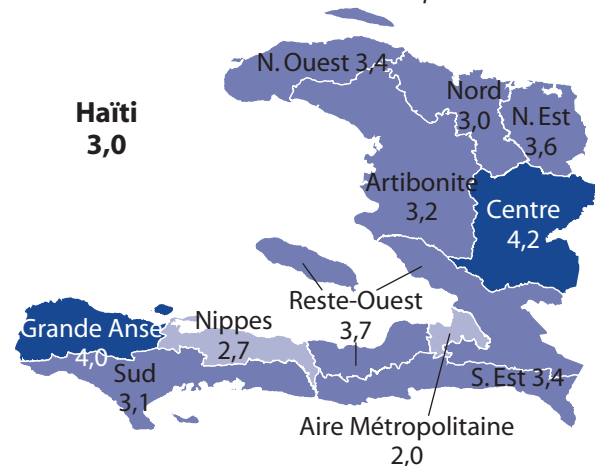 N. Ouest 3,4
Haïti
3,0
Nord
3,0
N. Est
3,6
Artibonite
3,2
Centre
4,2
Reste-Ouest
3,7
Grande Anse
4,0
Nippes
2,7
Sud
3,1
S. Est 3,4
Aire Métropolitaine
2,0